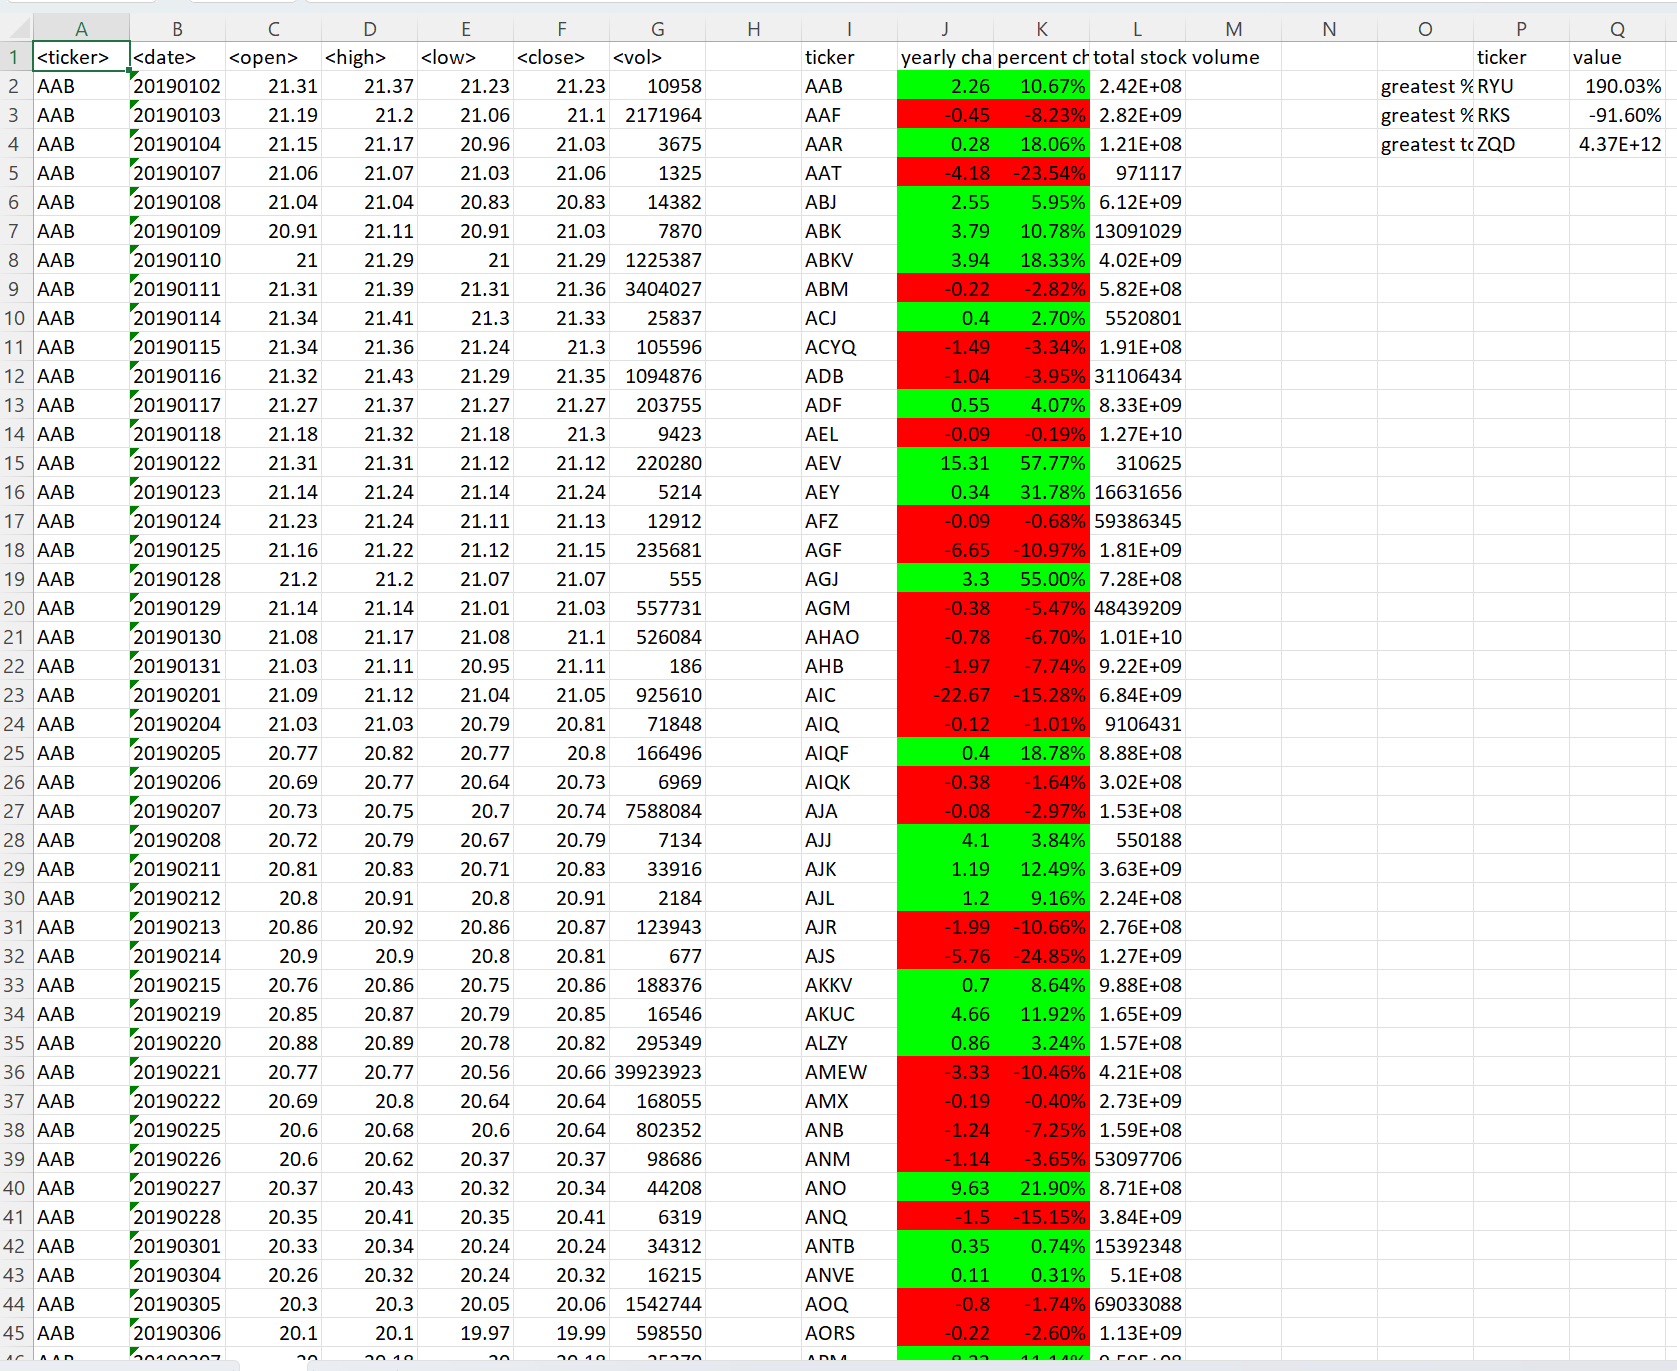 A B C D E F G H I J K L M N O P Q
1 <ticker> <date> <open> <high> <low> <close> <vol> ticker yearly cha percent ch total stock volume ticker value
2 AAB 20190102 21.31 21.37 21.23 21.23 10958 AAB 2.26 10.67% 2.42E+08 greatest % RYU 190.03%
3 AAB 20190103 21.19 21.2 21.06 21.1 2171964 AAF -0.45 -8.23% 2.82E+09 greatest % RKS -91.60%
4 AAB 20190104 21.15 21.17 20.96 21.03 3675 AAR 0.28 18.06% 1.21E+08 greatest to ZQD 4.37E+12
5 AAB 20190107 21.06 21.07 21.03 21.06 1325 AAT -4.18 -23.54% 971117
6 AAB 20190108 21.04 21.04 20.83 20.83 14382 ABJ 2.55 5.95% 6.12E+09
7 AAB 20190109 20.91 21.11 20.91 21.03 7870 ABK 3.79 10.78% 13091029
8 AAB 20190110 21 21.29 21 21.29 1225387 ABKV 3.94 18.33% 4.02E+09
9 AAB 20190111 21.31 21.39 21.31 21.36 3404027 ABM -0.22 -2.82% 5.82E+08
10 AAB 20190114 21.34 21.41 21.3 21.33 25837 ACJ 0.4 2.70% 5520801
11 AAB 20190115 21.34 21.36 21.24 21.3 105596 ACYQ -1.49 -3.34% 1.91E+08
12 AAB 20190116 21.32 21.43 21.29 21.35 1094876 ADB -1.04 -3.95% 31106434
13 AAB 20190117 21.27 21.37 21.27 21.27 203755 ADF 0.55 4.07% 8.33E+09
14 AAB 20190118 21.18 21.32 21.18 21.3 9423 AEL -0.09 -0.19% 1.27E+10
15 AAB 20190122 21.31 21.31 21.12 21.12 220280 AEV 15.31 57.77% 310625
16 AAB 20190123 21.14 21.24 21.14 21.24 5214 AEY 0.34 31.78% 16631656
17 AAB 20190124 21.23 21.24 21.11 21.13 12912 AFZ -0.09 -0.68% 59386345
18 AAB 20190125 21.16 21.22 21.12 21.15 235681 AGF -6.65 -10.97% 1.81E+09
19 AAB 20190128 21.2 21.2 21.07 21.07 555 AGJ 3.3 55.00% 7.28E+08
20 AAB 20190129 21.14 21.14 21.01 21.03 557731 AGM -0.38 -5.47% 48439209
21 AAB 20190130 21.08 21.17 21.08 21.1 526084 AHAO -0.78 -6.70% 1.01E+10
22 AAB 20190131 21.03 21.11 20.95 21.11 186 AHB -1.97 -7.74% 9.22E+09
23 AAB 20190201 21.09 21.12 21.04 21.05 925610 AIC -22.67 -15.28% 6.84E+09
24 AAB 20190204 21.03 21.03 20.79 20.81 71848 AIQ -0.12 -1.01% 9106431
25 AAB 20190205 20.77 20.82 20.77 20.8 166496 AIQF 0.4 18.78% 8.88E+08
26 AAB 20190206 20.69 20.77 20.64 20.73 6969 AIQK -0.38 -1.64% 3.02E+08
27 AAB 20190207 20.73 20.75 20.7 20.74 7588084 AJA -0.08 -2.97% 1.53E+08
28 AAB 20190208 20.72 20.79 20.67 20.79 7134 AJJ 4.1 3.84% 550188
29 AAB 20190211 20.81 20.83 20.71 20.83 33916 AJK 1.19 12.49% 3.63E+09
30 AAB 20190212 20.8 20.91 20.8 20.91 2184 AJL 1.2 9.16% 2.24E+08
31 AAB 20190213 20.86 20.92 20.86 20.87 123943 AJR -1.99 -10.66% 2.76E+08
32 AAB 20190214 20.9 20.9 20.8 20.81 677 AJS -5.76 -24.85% 1.27E+09
33 AAB 20190215 20.76 20.86 20.75 20.86 188376 AKKV 0.7 8.64% 9.88E+08
34 AAB 20190219 20.85 20.87 20.79 20.85 16546 AKUC 4.66 11.92% 1.65E+09
35 AAB 20190220 20.88 20.89 20.78 20.82 295349 ALZY 0.86 3.24% 1.57E+08
36 AAB 20190221 20.77 20.77 20.56 20.66 39923923 AMEW -3.33 -10.46% 4.21E+08
37 AAB 20190222 20.69 20.8 20.64 20.64 168055 AMX -0.19 -0.40% 2.73E+09
38 AAB 20190225 20.6 20.68 20.6 20.64 802352 ANB -1.24 -7.25% 1.59E+08
39 AAB 20190226 20.6 20.62 20.37 20.37 98686 ANM -1.14 -3.65% 53097706
40 AAB 20190227 20.37 20.43 20.32 20.34 44208 ANO 9.63 21.90% 8.71E+08
41 AAB 20190228 20.35 20.41 20.35 20.41 6319 ANQ -1.5 -15.15% 3.84E+09
42 AAB 20190301 20.33 20.34 20.24 20.24 34312 ANTB 0.35 0.74% 15392348
43 AAB 20190304 20.26 20.32 20.24 20.32 16215 ANVE 0.11 0.31% 5.1E+08
44 AAB 20190305 20.3 20.3 20.05 20.06 1542744 AOQ -0.8 -1.74% 69033088
45 AAB 20190306 20.1 20.1 19.97 19.99 598550 AORS -0.22 -2.60% 1.13E+09